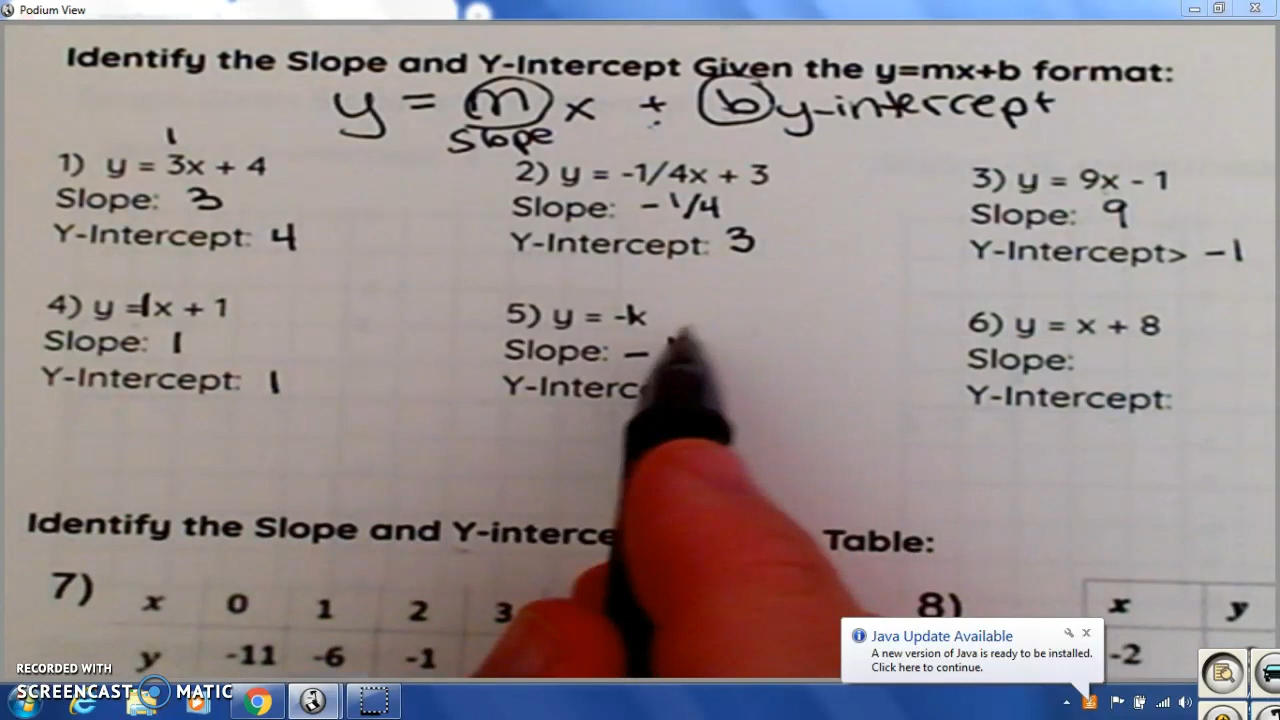 Podium View
Identify the Slope and Y-Intercept Given the y=mx+b format:
y = m x + b y-intercept
slope
1
1) y = 3x + 4
Slope: 3
Y-Intercept: 4
2) y = -1/4x + 3
Slope: -1/4
Y-Intercept: 3
3) y = 9x - 1
Slope: 9
Y-Intercept> -1
4) y =1x + 1
Slope: 1
Y-Intercept: 1
5) y = -
Slope: -
6) y = x + 8
Slope:
Y-Intercept:
Identify the Slope and Table:
7)
x 0 1 2 3
y -11 -6 -1
8)
x y
-2
Java Update Available
A new version of Java is ready to be installed.
Click here to continue.
RECORDED WITH
SCREENCAST MATIC